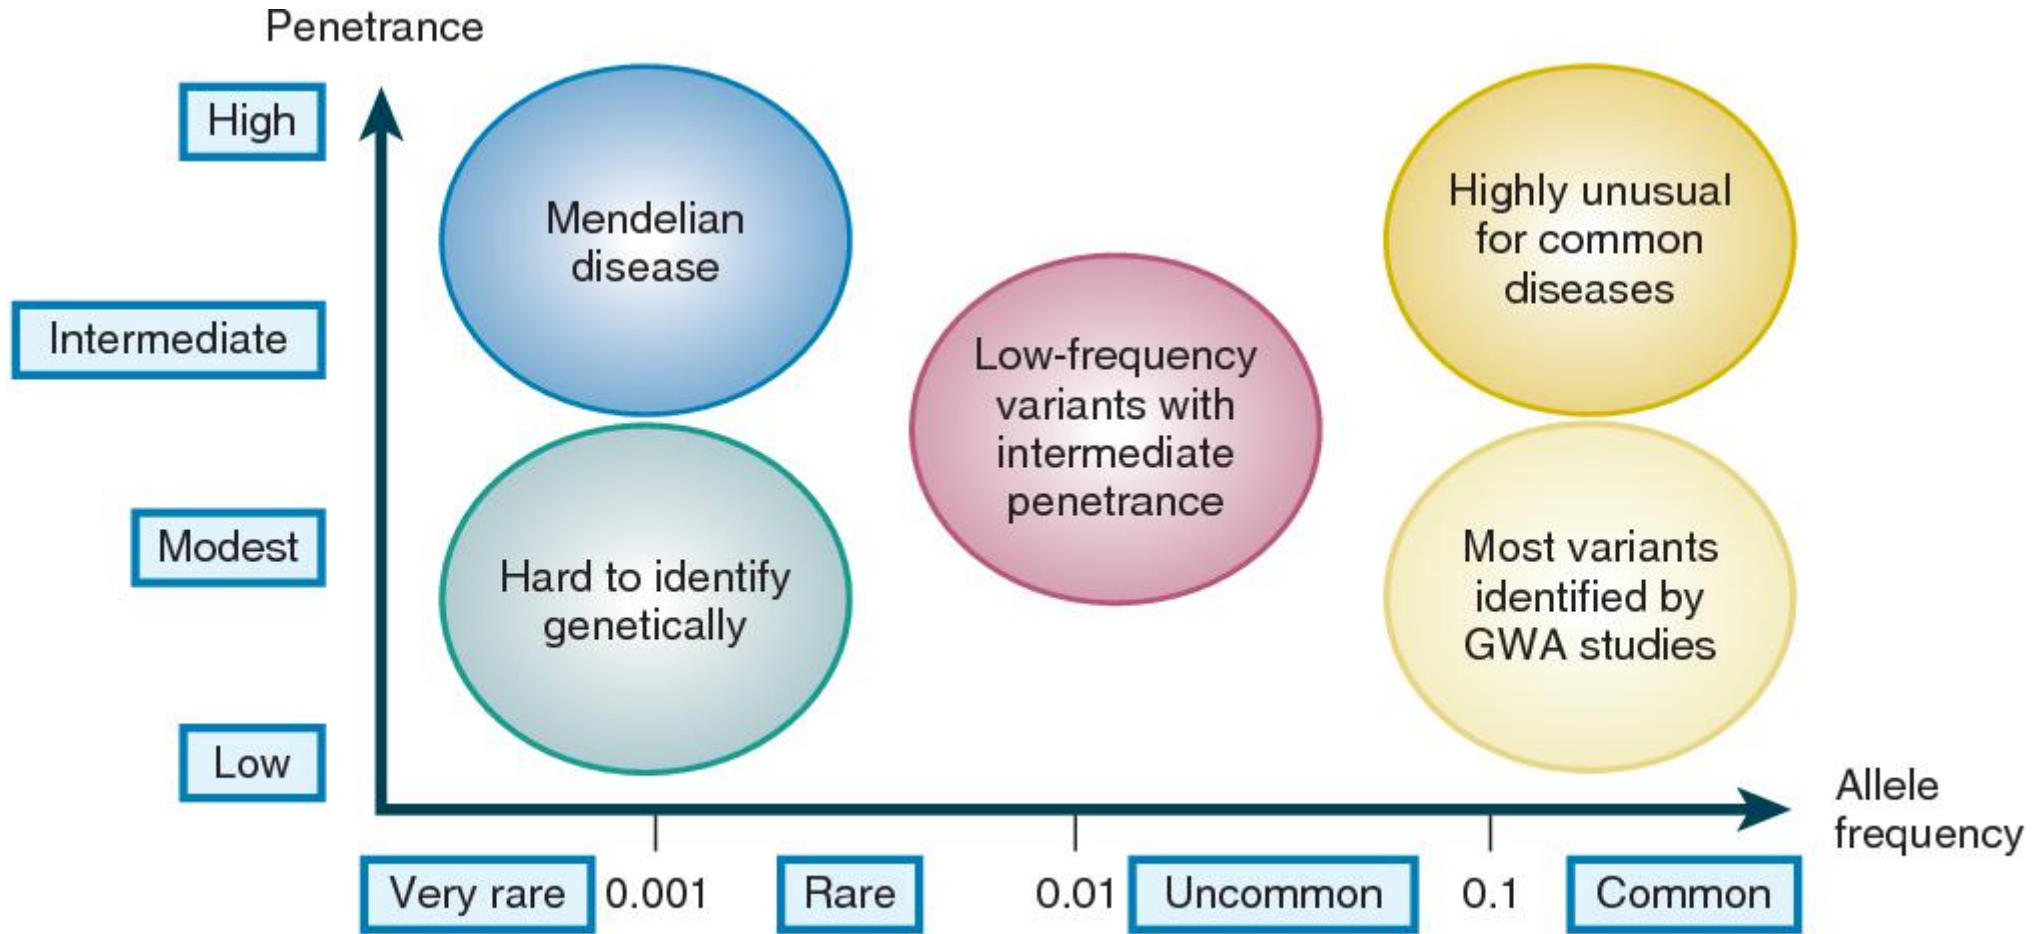 Penetrance
High
Intermediate
Modest
Low
Mendelian
disease
Hard to identify
genetically
Low-frequency
variants with
intermediate
penetrance
Highly unusual
for common
diseases
Most variants
identified by
GWA studies
Allele
frequency
Very rare 0.001 Rare 0.01 Uncommon 0.1 Common